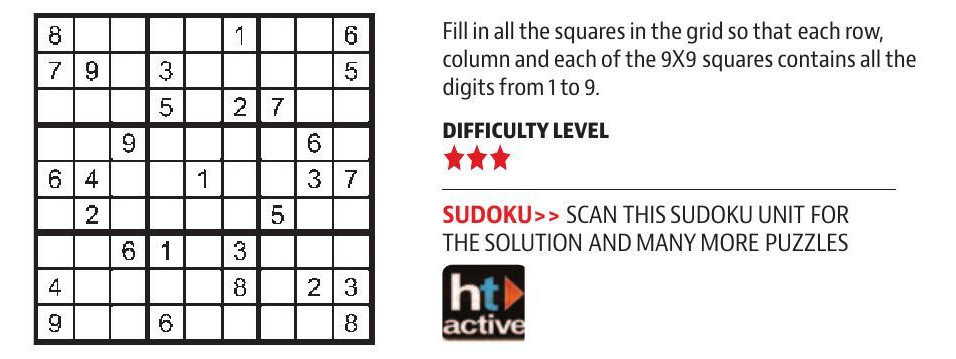 8 1 6
7 9 3 5
5 2 7
9 6
6 4 1 3 7
2 5
6 1 3
4 8 2 3
9 6 8
Fill in all the squares in the grid so that each row,
column and each of the 9X9 squares contains all the
digits from 1 to 9.
DIFFICULTY LEVEL
SUDOKU>> SCAN THIS SUDOKU UNIT FOR
THE SOLUTION AND MANY MORE PUZZLES
ht
active